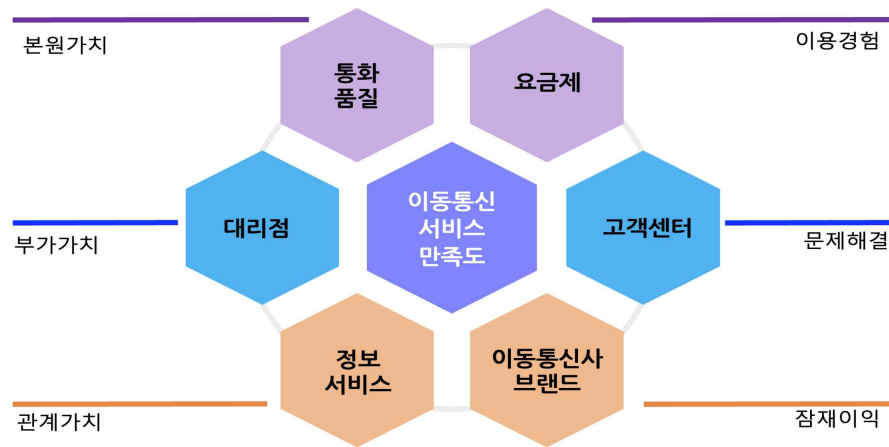 본원가치
이용경험
통화
품질
요금제
대리점
이동통신
서비스
만족도
고객센터
부가가치
문제해결
정보
서비스
이동통신사
브랜드
관계가치
잠재이익